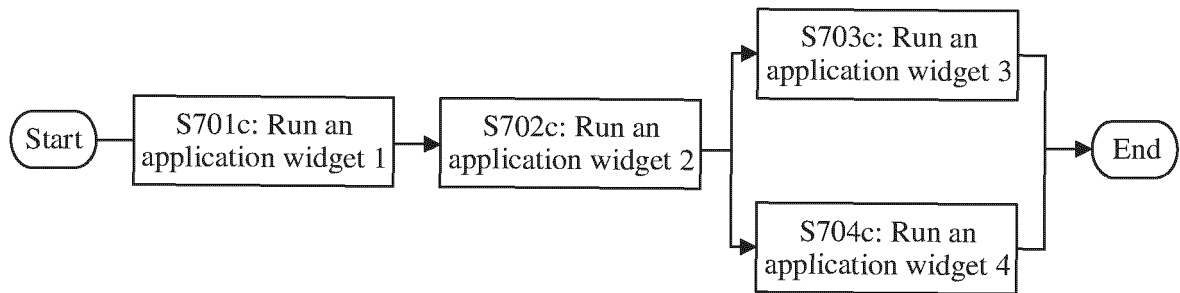 Start
S701c: Run an
application widget 1
S702c: Run an
application widget 2
S703c: Run an
application widget 3
S704c: Run an
application widget 4
End